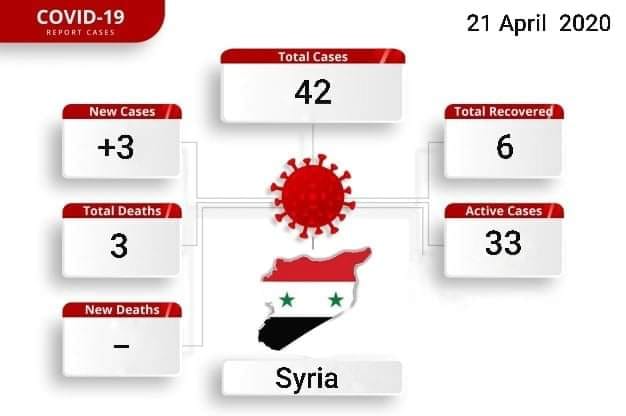 COVID-19
REPORT CASES
21 April 2020
Total Cases
42
New Cases
+3
Total Recovered
6
Total Deaths
3
Active Cases
33
New Deaths
–
Syria